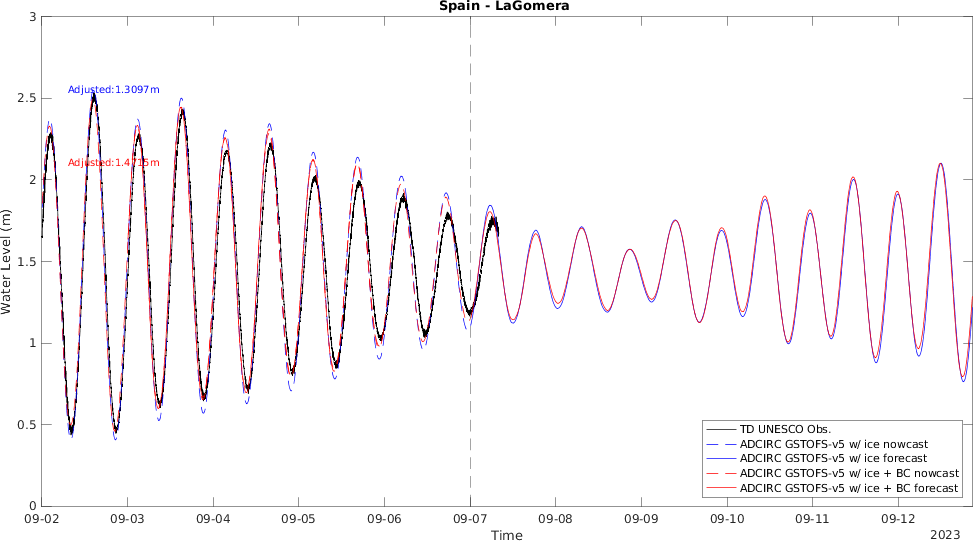 Spain - LaGomera
Water Level (m)
3
2.5
2
1.5
1
0.5
0
Adjusted:1.3097m
Adjusted:1.4715m
TD UNESCO Obs.
ADCIRC GSTOFS-v5 w/ ice nowcast
ADCIRC GSTOFS-v5 w/ ice forecast
ADCIRC GSTOFS-v5 w/ ice + BC nowcast
ADCIRC GSTOFS-v5 w/ ice + BC forecast
09-02 09-03 09-04 09-05 09-06 09-07 09-08 09-09 09-10 09-11 09-12
Time
2023